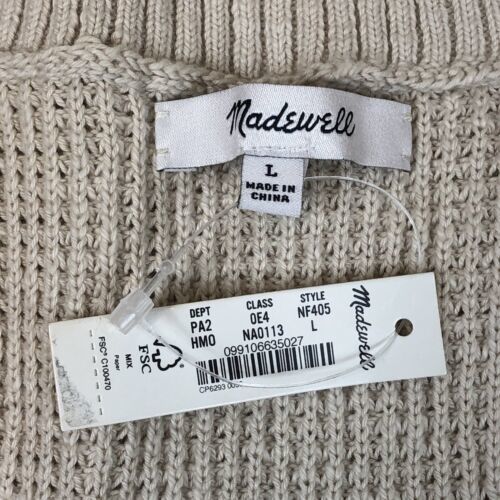 Madewell
L
MADE IN
CHINA
DEPT CLASS STYLE
PA2 0E4 NF405
HMO NA0113 L
099106635027
CP6293
Madewell
FSC
MIX
Paper
FSC® C100470